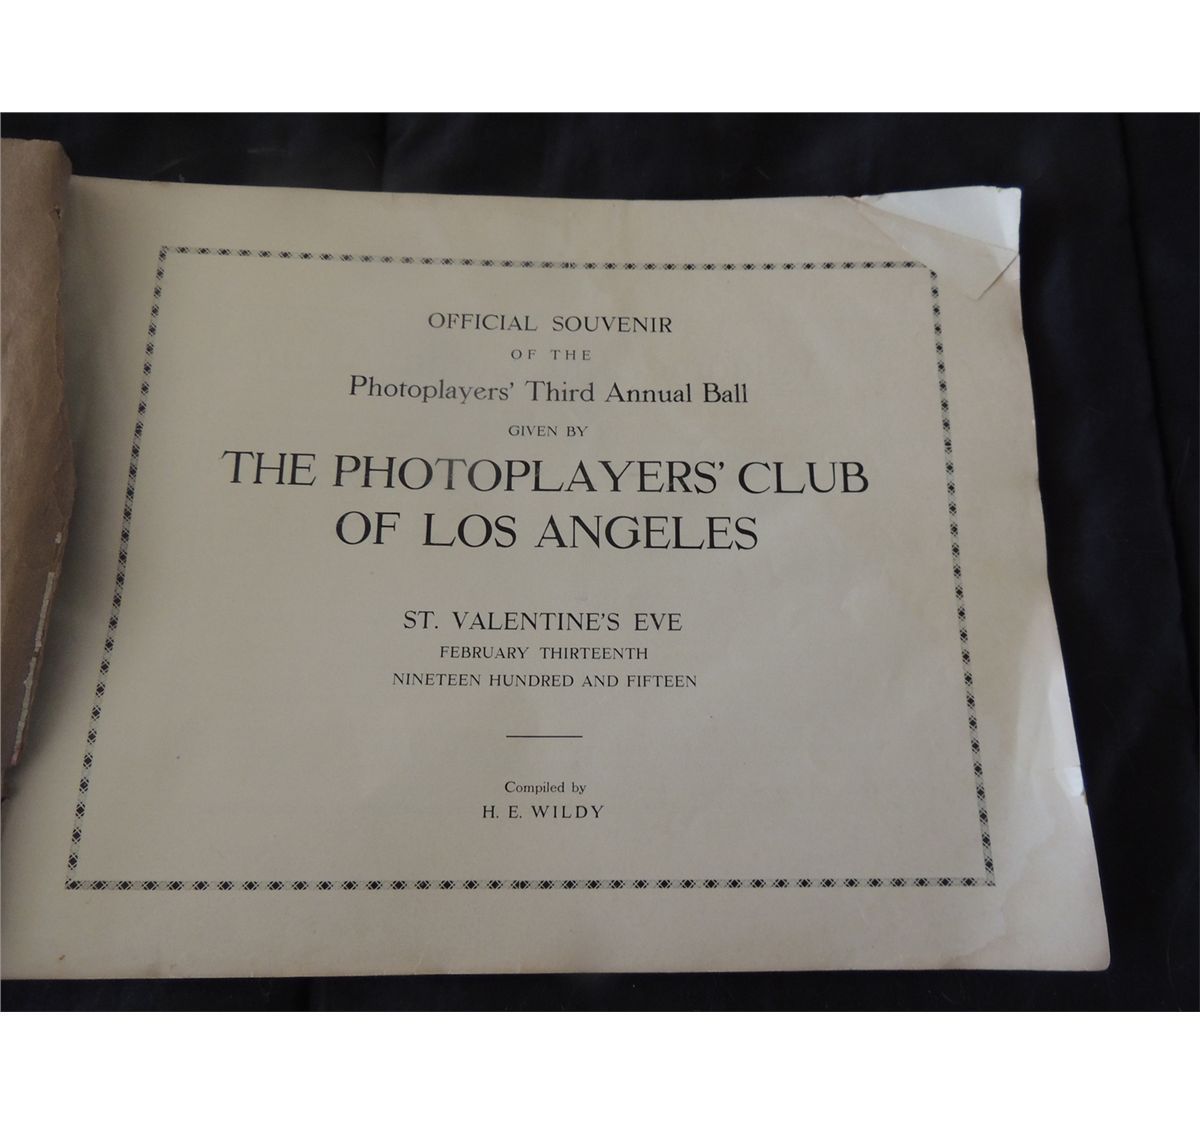 OFFICIAL SOUVENIR
OF THE
Photoplayers' Third Annual Ball
GIVEN BY
THE PHOTOPLAYERS' CLUB
OF LOS ANGELES
ST. VALENTINE'S EVE
FEBRUARY THIRTEENTH
NINETEEN HUNDRED AND FIFTEEN
Compiled by
H. E. WILDY